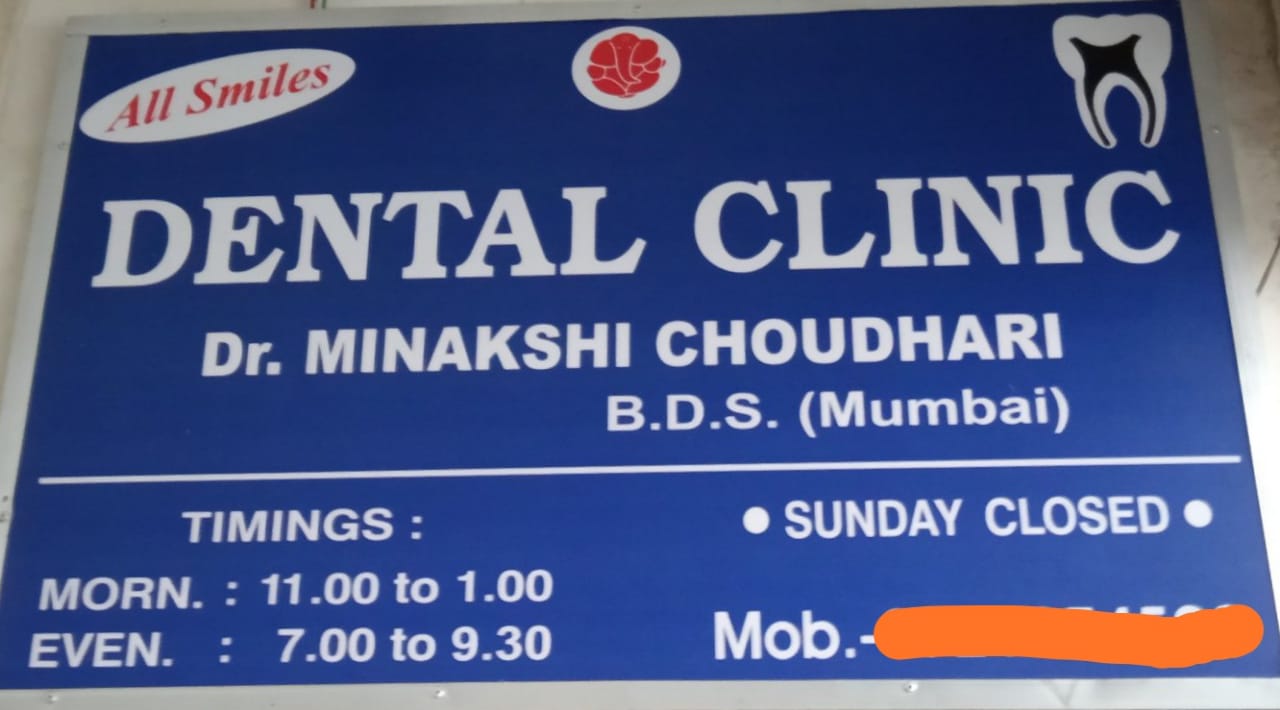 All Smiles
DENTAL CLINIC
Dr. MINAKSHI CHOUDHARI
B.D.S. (Mumbai)
TIMINGS :
MORN. : 11.00 to 1.00
EVEN. : 7.00 to 9.30
• SUNDAY CLOSED •
Mob.-